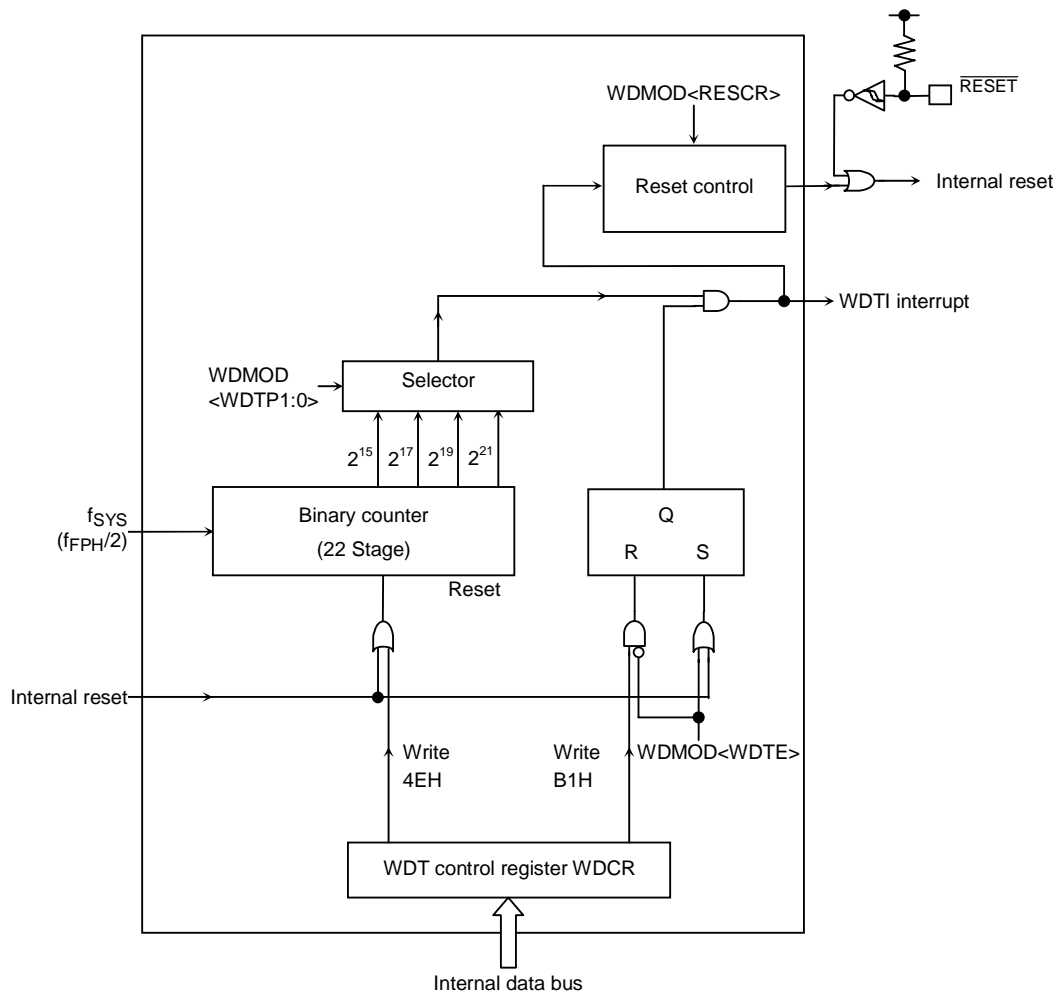 WDMOD<RESCR>
RESET
Reset control
Internal reset
WDTI interrupt
WDMOD
<WDTP1:0>
Selector
2^15 2^17 2^19 2^21
fSYS
(fFPH/2)
Binary counter
(22 Stage)
Reset
Q
R S
Internal reset
Write
4EH
Write
B1H
WDMOD<WDTE>
WDT control register WDCR
Internal data bus